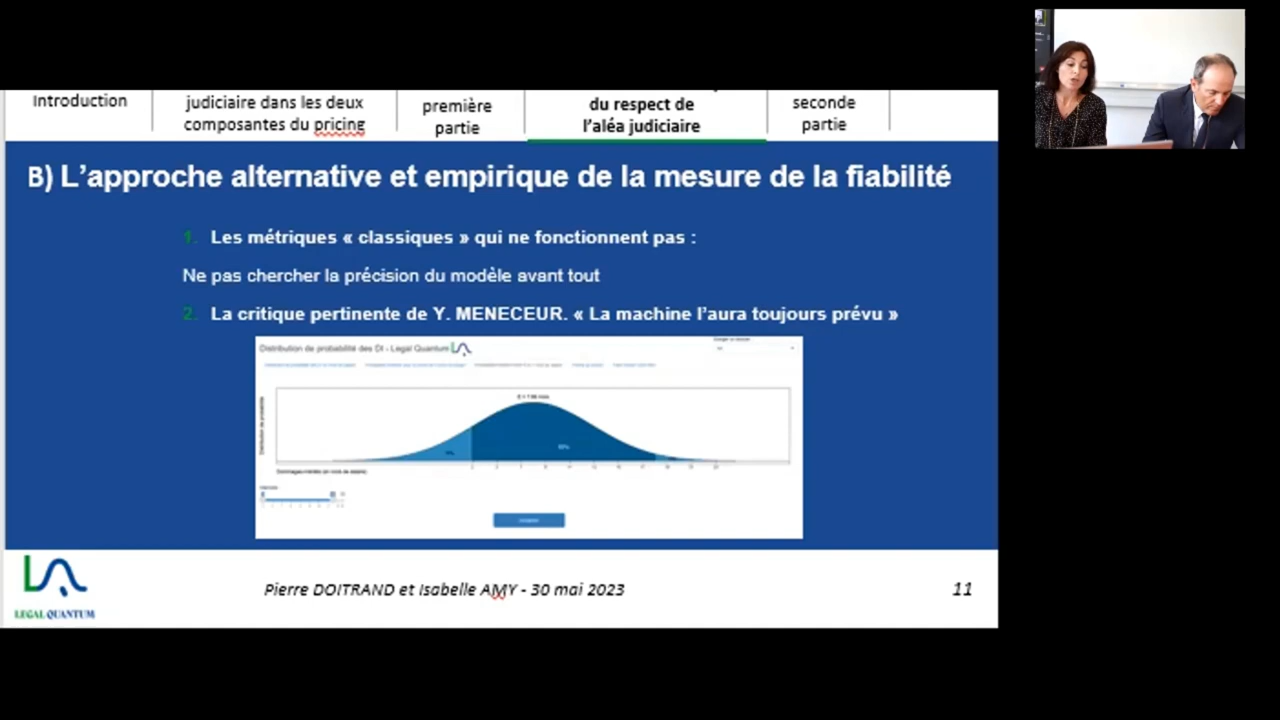 Introduction
judiciaire dans les deux
composantes du pricing
première
partie
du respect de
l'aléa judiciaire
seconde
partie
B) L'approche alternative et empirique de la mesure de la fiabilité
1. Les métriques « classiques » qui ne fonctionnent pas :
Ne pas chercher la précision du modèle avant tout
2. La critique pertinente de Y. MENECEUR. « La machine l'aura toujours prévu »
Distribution de probabilité des DI - Legal Quantum
Distribution de probabilité
LEGAL QUANTUM
Pierre DOITRAND et Isabelle AMY - 30 mai 2023
11